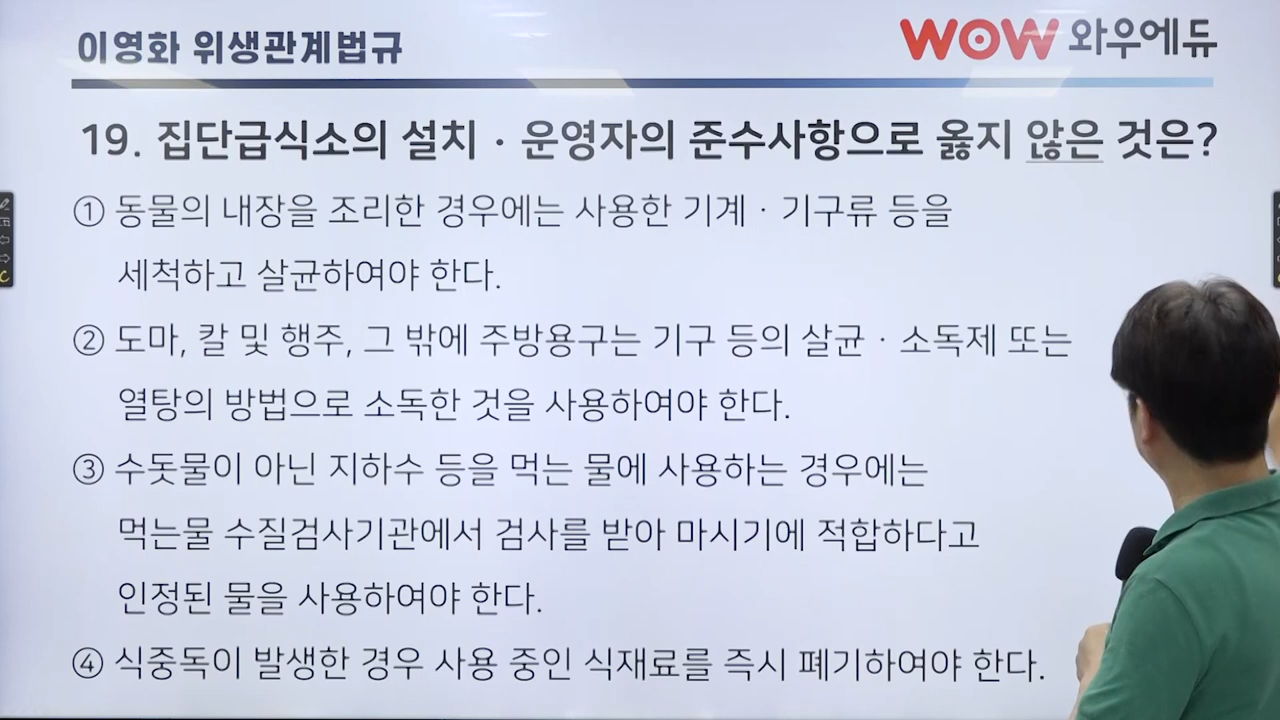 이영화 위생관계법규
WOW 와우에듀
19. 집단급식소의 설치 · 운영자의 준수사항으로 옳지 않은 것은?
① 동물의 내장을 조리한 경우에는 사용한 기계 · 기구류 등을
세척하고 살균하여야 한다.
② 도마, 칼 및 행주, 그 밖에 주방용구는 기구 등의 살균 · 소독제 또는
열탕의 방법으로 소독한 것을 사용하여야 한다.
③ 수돗물이 아닌 지하수 등을 먹는 물에 사용하는 경우에는
먹는물 수질검사기관에서 검사를 받아 마시기에 적합하다고
인정된 물을 사용하여야 한다.
④ 식중독이 발생한 경우 사용 중인 식재료를 즉시 폐기하여야 한다.